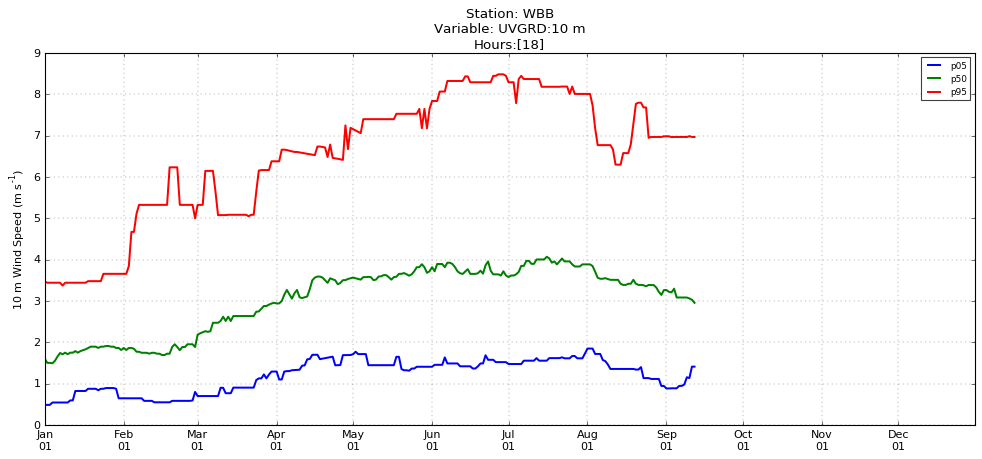 Station: WBB
Variable: UVGRD:10 m
Hours:[18]
9
8
7
6
5
4
3
2
1
0
10 m Wind Speed (m s⁻¹)
p05
p50
p95
Jan Feb Mar Apr May Jun Jul Aug Sep Oct Nov Dec
01 01 01 01 01 01 01 01 01 01 01 01